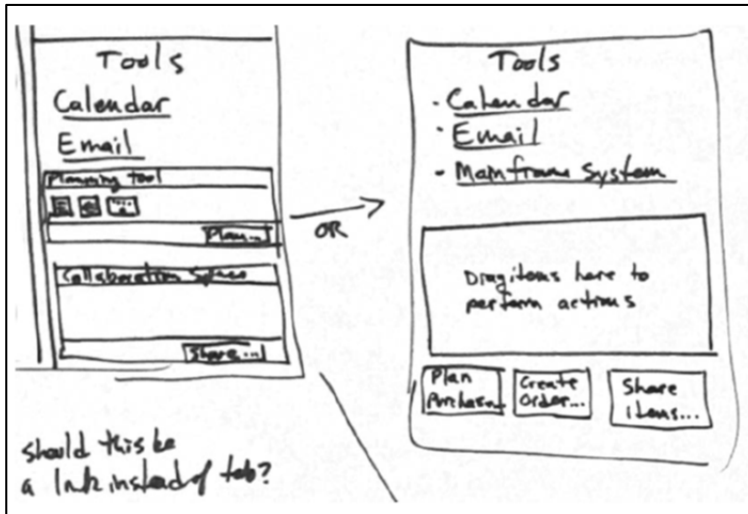 Tools
Calendar
Email
Planning Tool
Plan...
Collaboration Space
Share...
should this be
a link instead of tab?
OR
Tools
- Calendar
- Email
- Mainframe System
Drag items here to
perform actions
Plan
Purchase...
Create
Order...
Share
items...